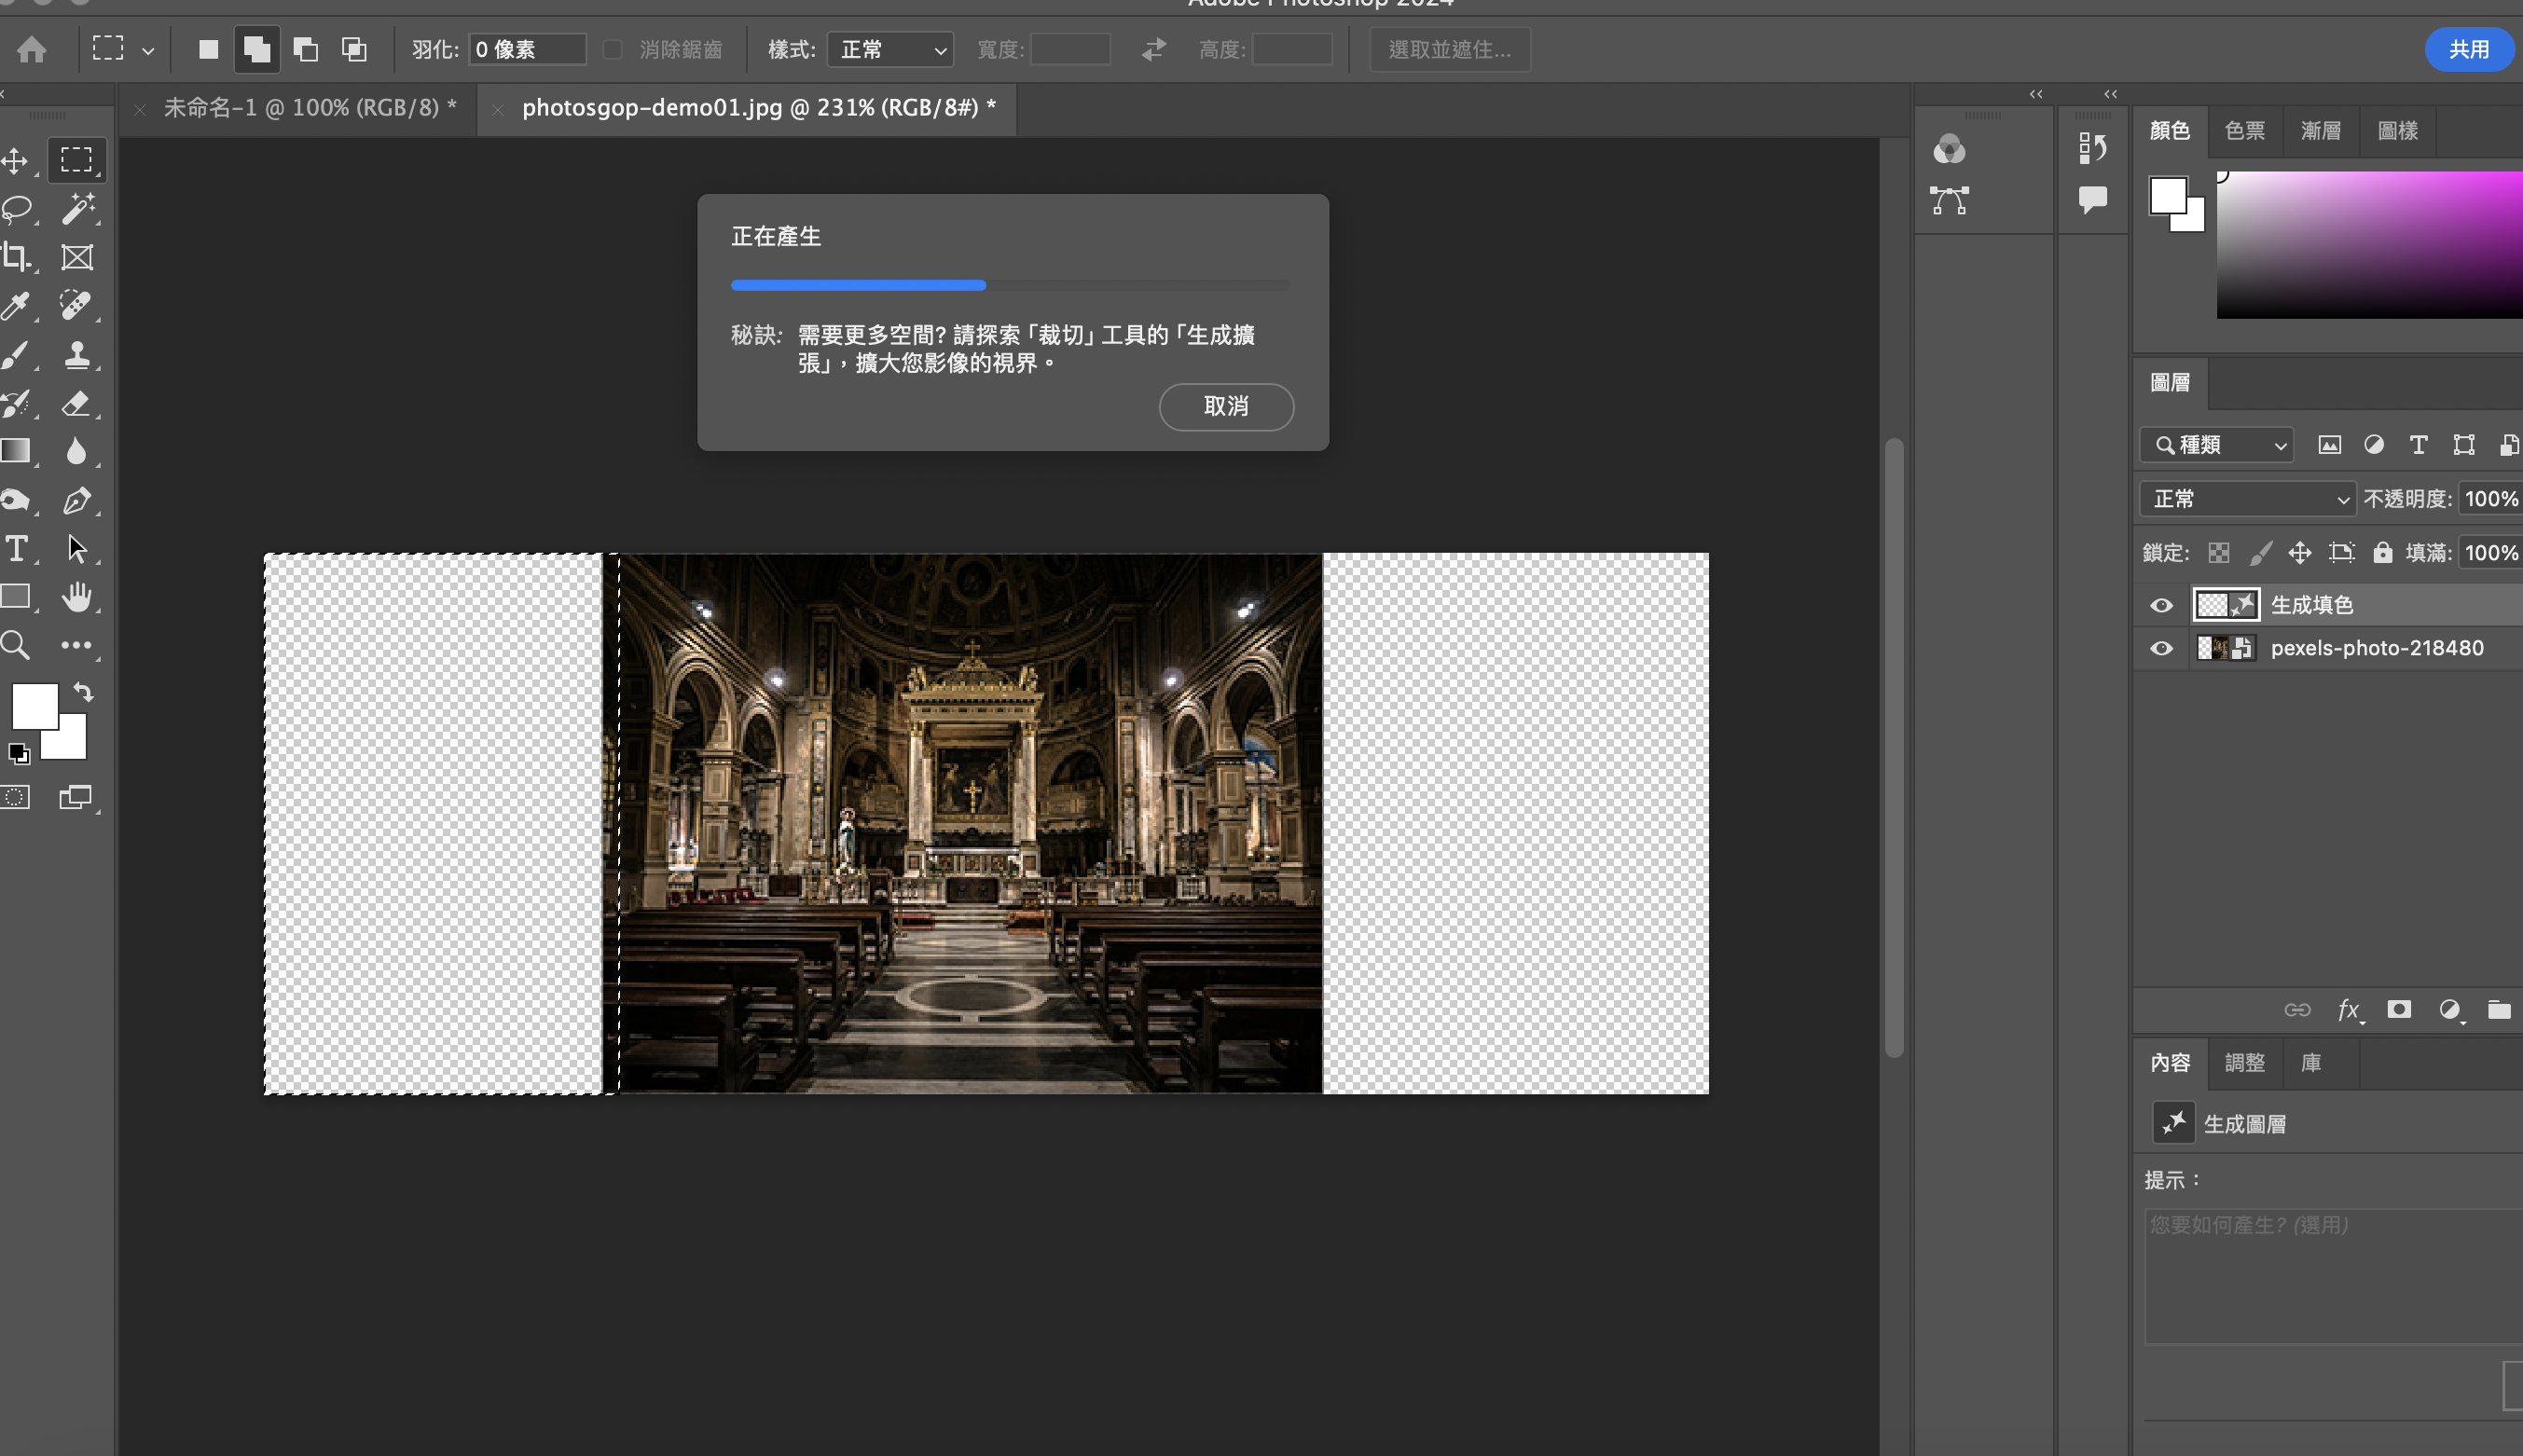 Adobe Photoshop 2024
羽化: 0 像素 消除鋸齒 樣式: 正常 寬度: 高度: 選取並遮住... 共用
未命名-1 @ 100% (RGB/8) * photosgop-demo01.jpg @ 231% (RGB/8#) *
顏色 色票 漸層 圖樣
正在產生
秘訣: 需要更多空間? 請探索「裁切」工具的「生成擴
張」，擴大您影像的視界。
取消
圖層
種類
正常 不透明度: 100%
鎖定: 填滿: 100%
生成填色
pexels-photo-218480
fx
內容 調整 庫
生成圖層
提示：
您要如何產生? (選用)